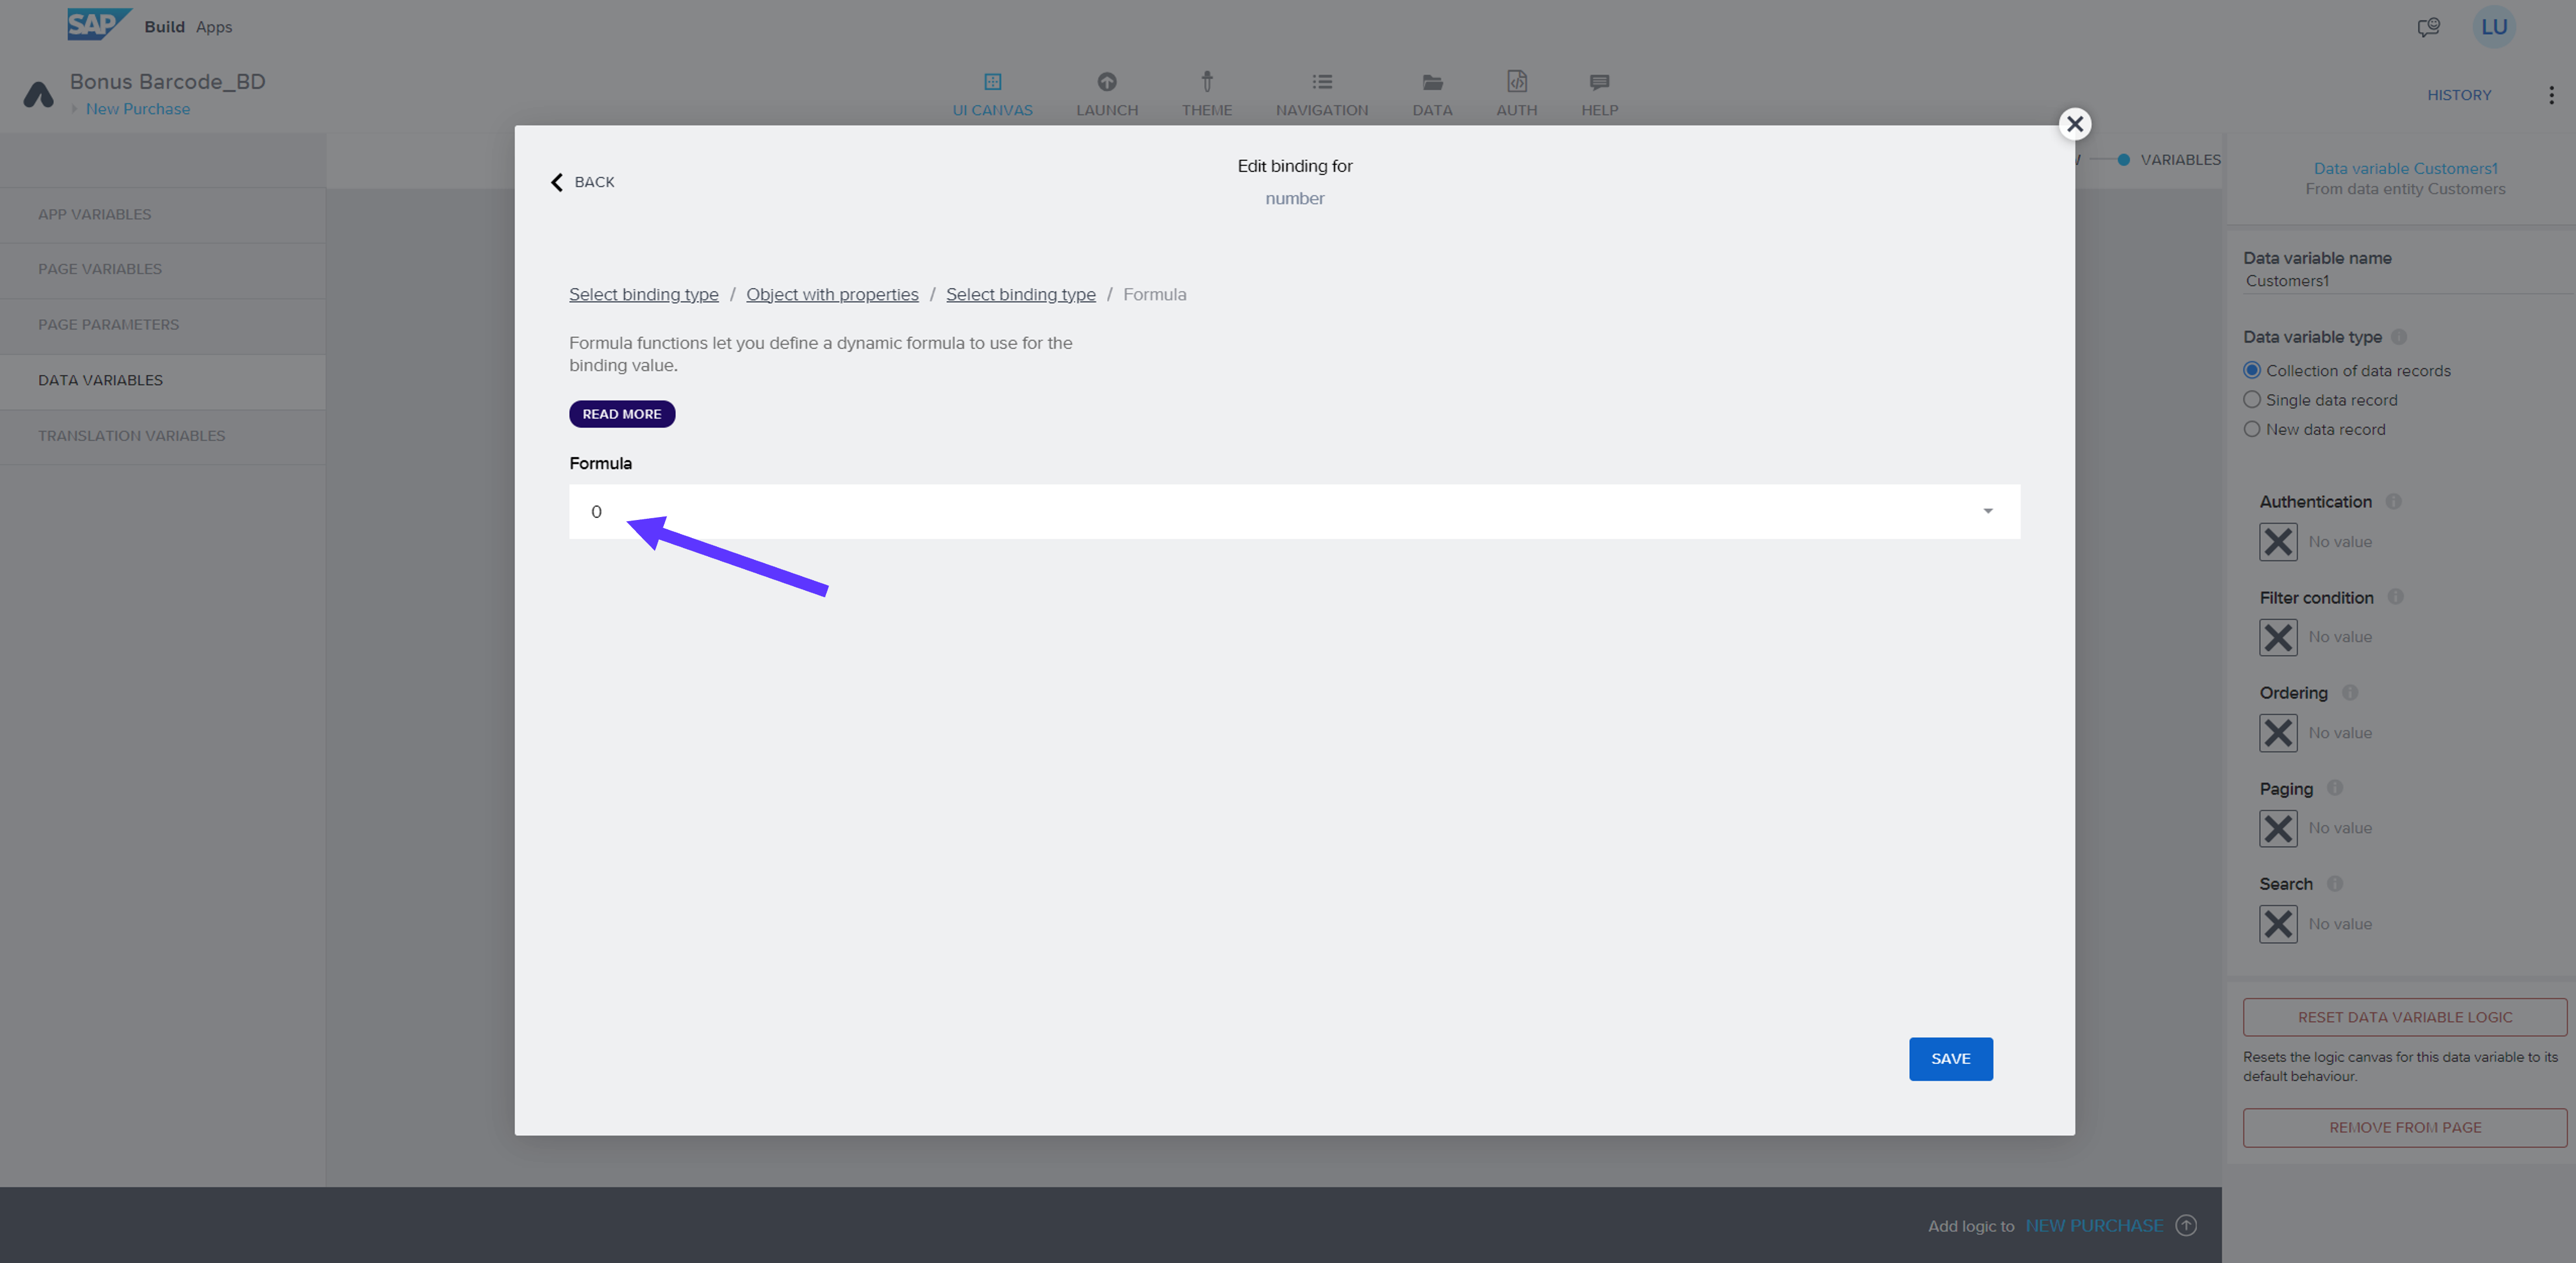 SAP Build Apps
LU
Bonus Barcode_BD
New Purchase
UI CANVAS
LAUNCH
THEME
NAVIGATION
DATA
AUTH
HELP
HISTORY
APP VARIABLES
PAGE VARIABLES
PAGE PARAMETERS
DATA VARIABLES
TRANSLATION VARIABLES
BACK
Edit binding for
number
Select binding type / Object with properties / Select binding type / Formula
Formula functions let you define a dynamic formula to use for the
binding value.
READ MORE
Formula
0
SAVE
VARIABLES
Data variable Customers1
From data entity Customers
Data variable name
Customers1
Data variable type
Collection of data records
Single data record
New data record
Authentication
No value
Filter condition
No value
Ordering
No value
Paging
No value
Search
No value
RESET DATA VARIABLE LOGIC
Resets the logic canvas for this data variable to its
default behaviour.
REMOVE FROM PAGE
Add logic to NEW PURCHASE